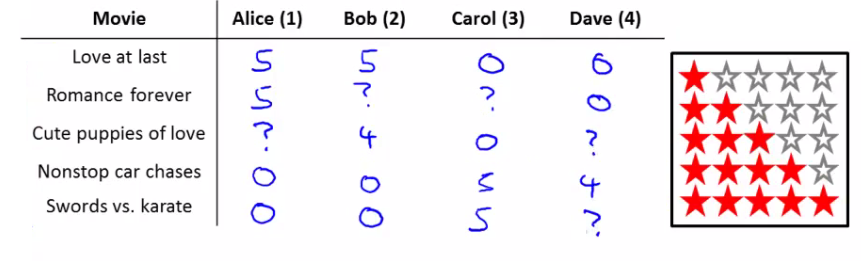 Movie Alice (1) Bob (2) Carol (3) Dave (4)
Love at last 5 5 0 0
Romance forever 5 ? ? 0
Cute puppies of love ? 4 0 ?
Nonstop car chases 0 0 5 4
Swords vs. karate 0 0 5 ?